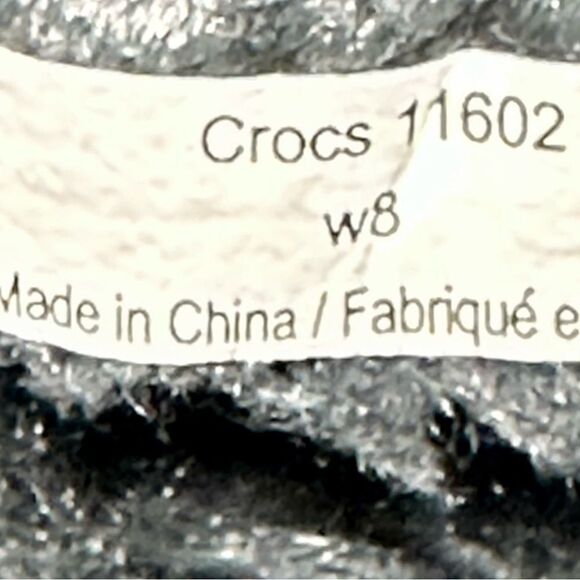 Crocs 11602
w8
Made in China / Fabriqué e